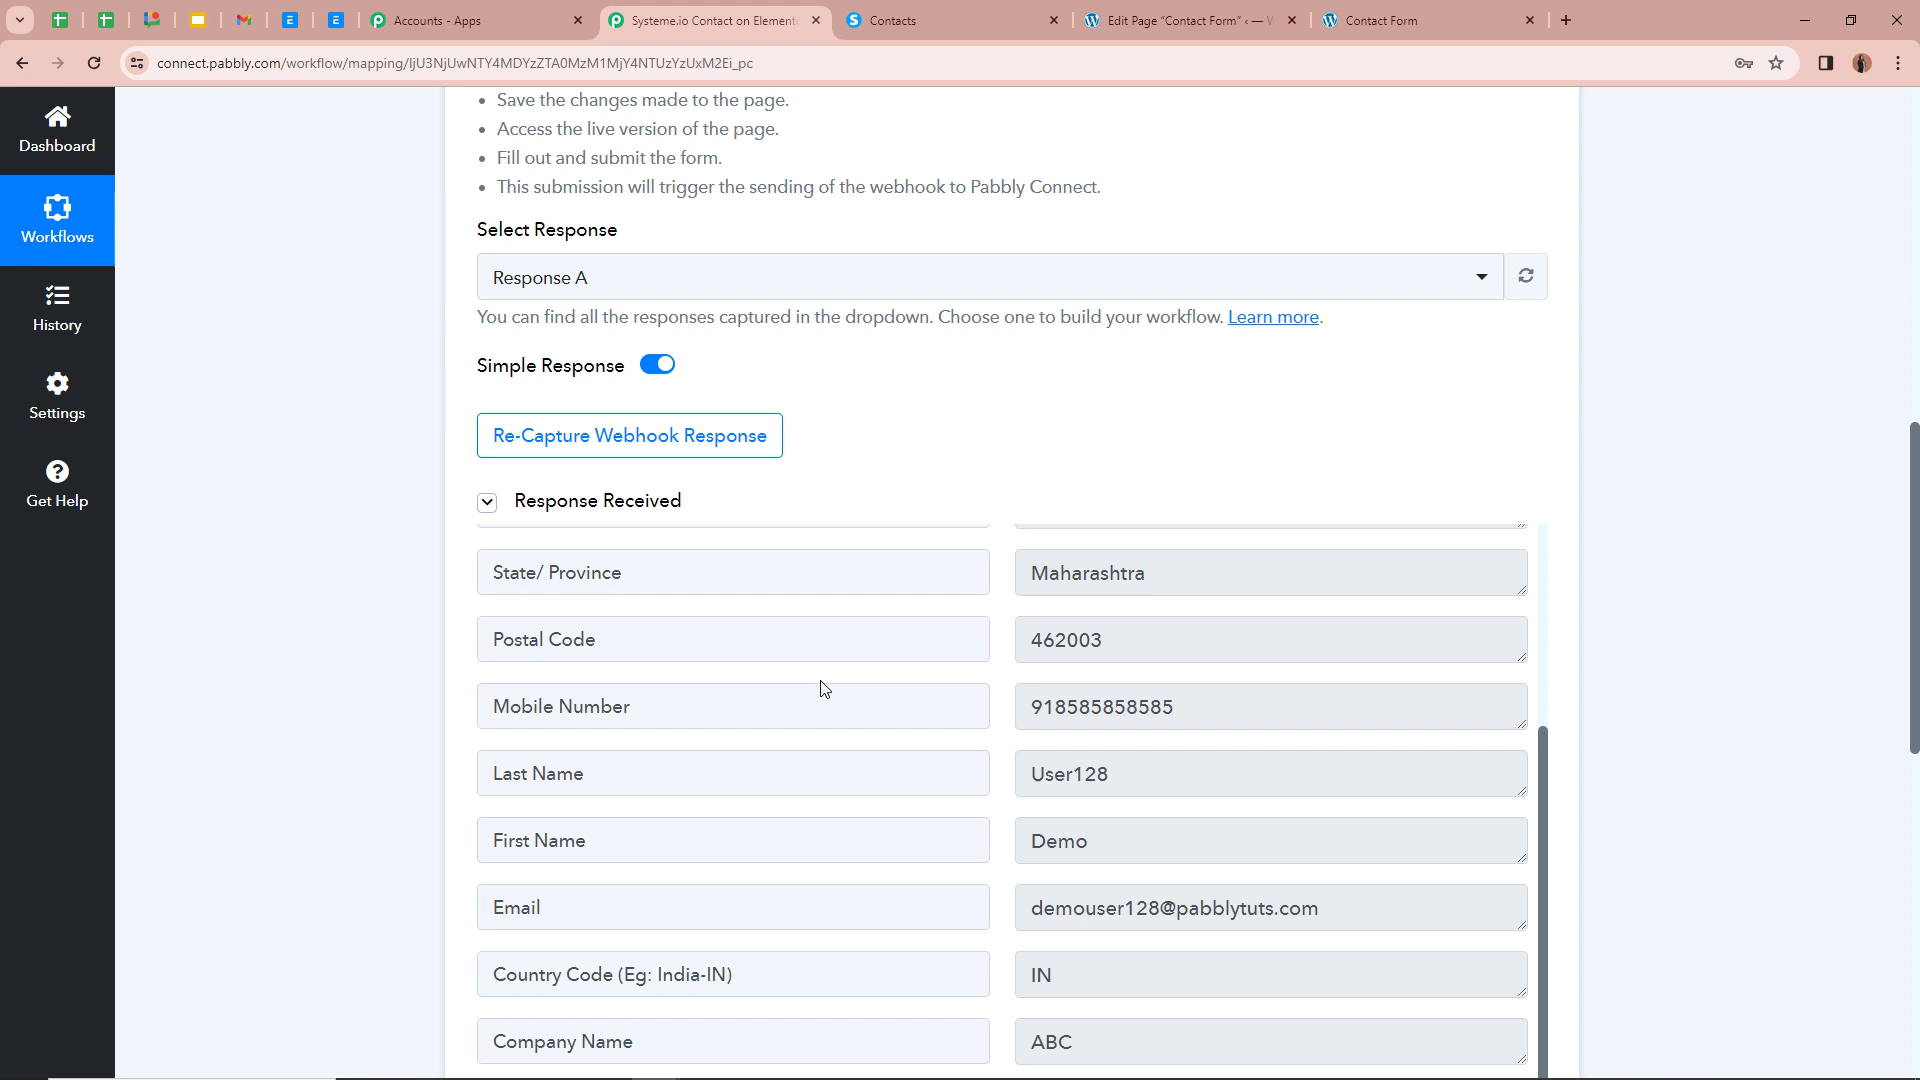 Accounts - Apps
Systeme.io Contact on Element
Contacts
Edit Page “Contact Form” ‹ — W
Contact Form
connect.pabbly.com/workflow/mapping/IjU3NjUwNTY4MDYzZTA0MzM1MjY4NTUzYzUxM2Ei_pc
Dashboard
Workflows
History
Settings
Get Help
• Save the changes made to the page.
• Access the live version of the page.
• Fill out and submit the form.
• This submission will trigger the sending of the webhook to Pabbly Connect.
Select Response
Response A
You can find all the responses captured in the dropdown. Choose one to build your workflow. Learn more.
Simple Response
Re-Capture Webhook Response
Response Received
State/ Province
Maharashtra
Postal Code
462003
Mobile Number
918585858585
Last Name
User128
First Name
Demo
Email
demouser128@pabblytuts.com
Country Code (Eg: India-IN)
IN
Company Name
ABC